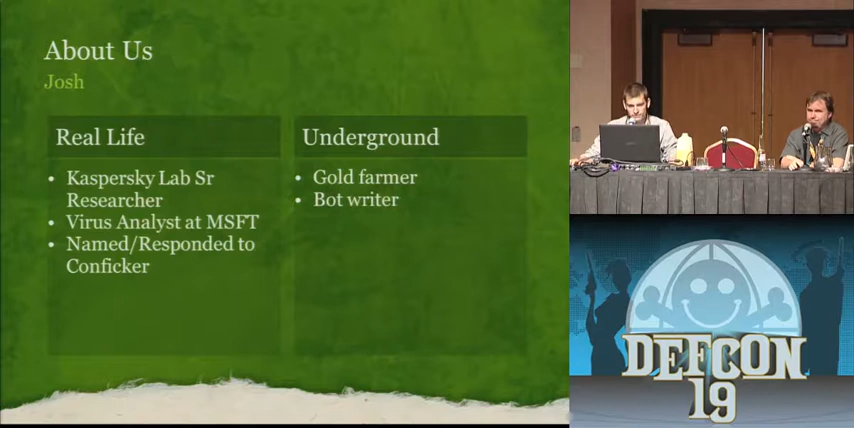 About Us
Josh
Real Life
Underground
• Kaspersky Lab Sr
Researcher
• Virus Analyst at MSFT
• Named/Responded to
Conficker
• Gold farmer
• Bot writer
DEFCON
19